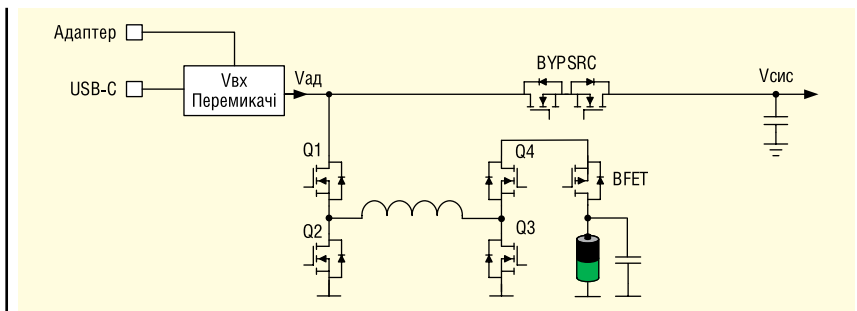 Адаптер
USB-C
Vвх
Перемикачі
Vад
BYPSRC
Vсис
Q1
Q4
BFET
Q2
Q3